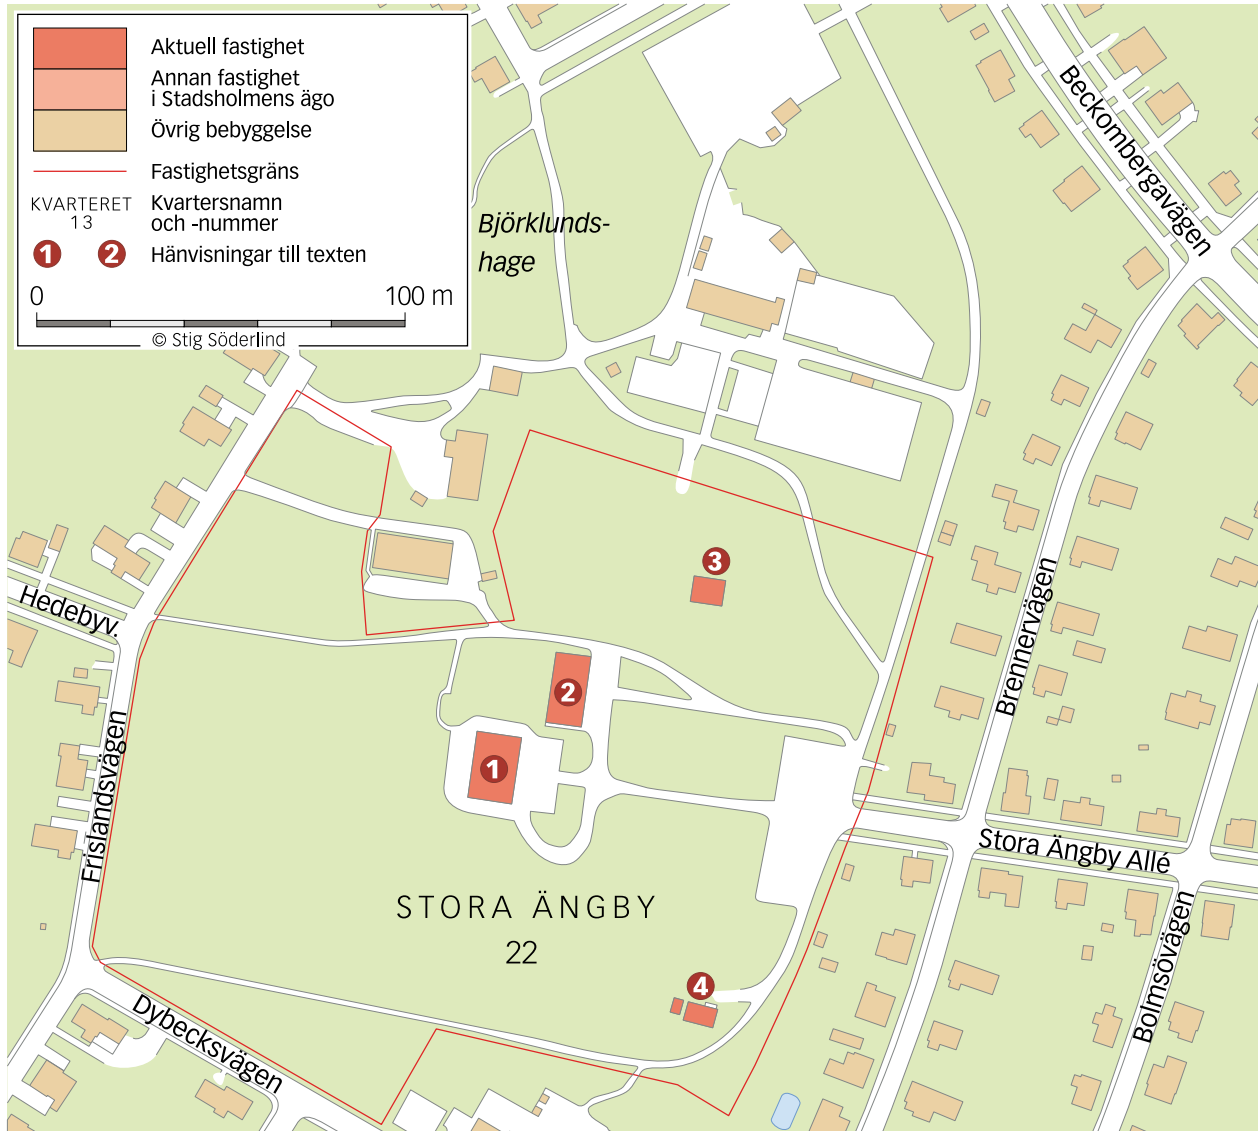 Aktuell fastighet
Annan fastighet
i Stadsholmens ägo
Övrig bebyggelse
Fastighetsgräns
KVARTERET
13
Kvartersnamn
och -nummer
1 2
Hänvisningar till texten
0 100 m
© Stig Söderlind
Björklunds-
hage
Beckombergavägen
3
Hedebyv.
Brennervägen
2
1
Frislandsvägen
Stora Ängby Allé
STORA ÄNGBY
22
Bolmsövägen
4
Dybecksvägen